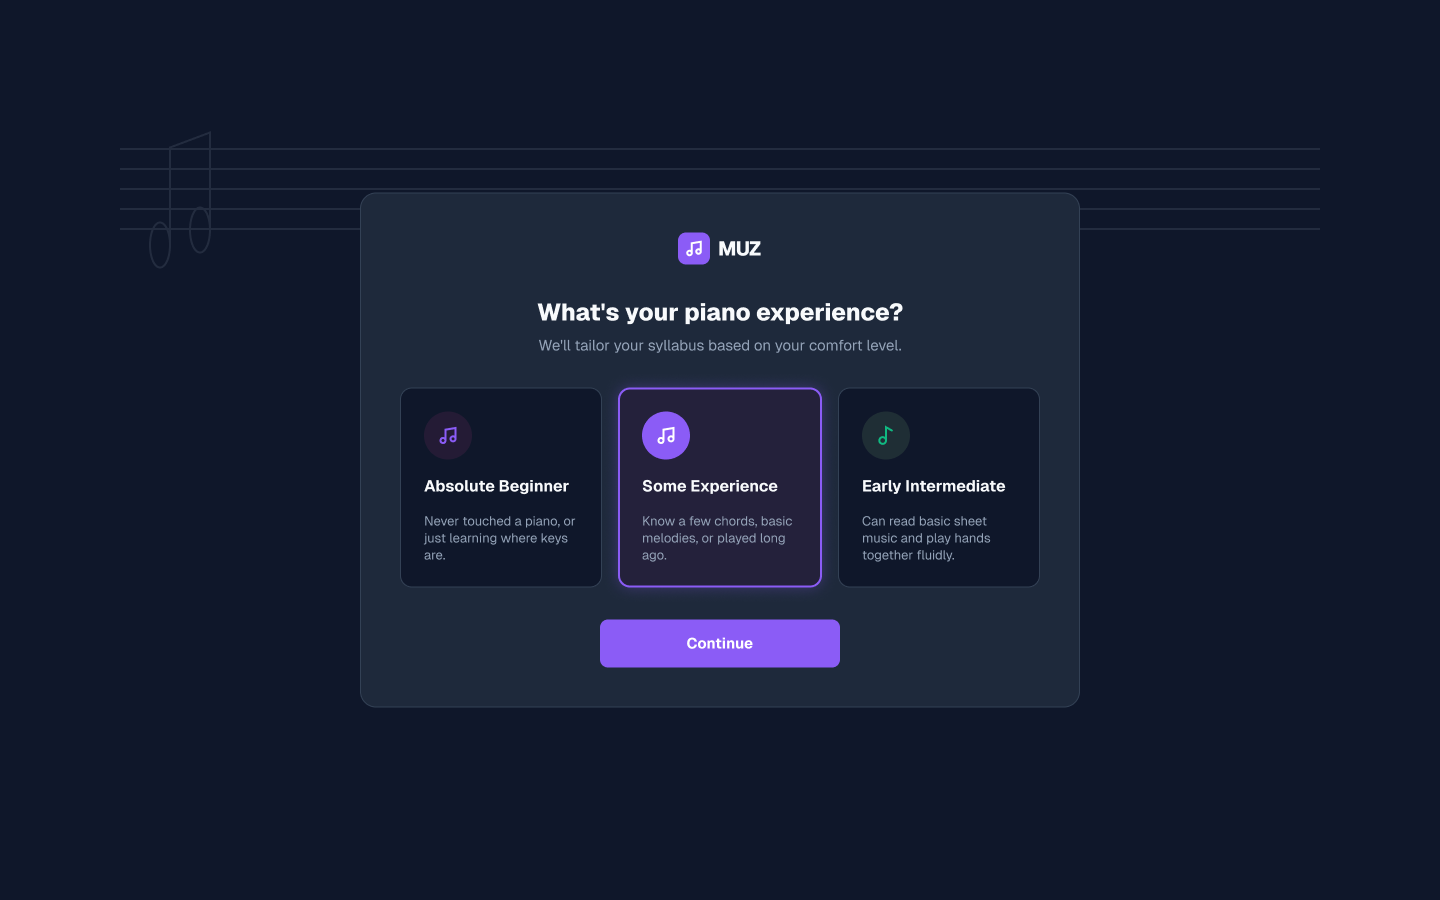 MUZ
What's your piano experience?
We'll tailor your syllabus based on your comfort level.
Absolute Beginner
Never touched a piano, or
just learning where keys
are.
Some Experience
Know a few chords, basic
melodies, or played long
ago.
Early Intermediate
Can read basic sheet
music and play hands
together fluidly.
Continue